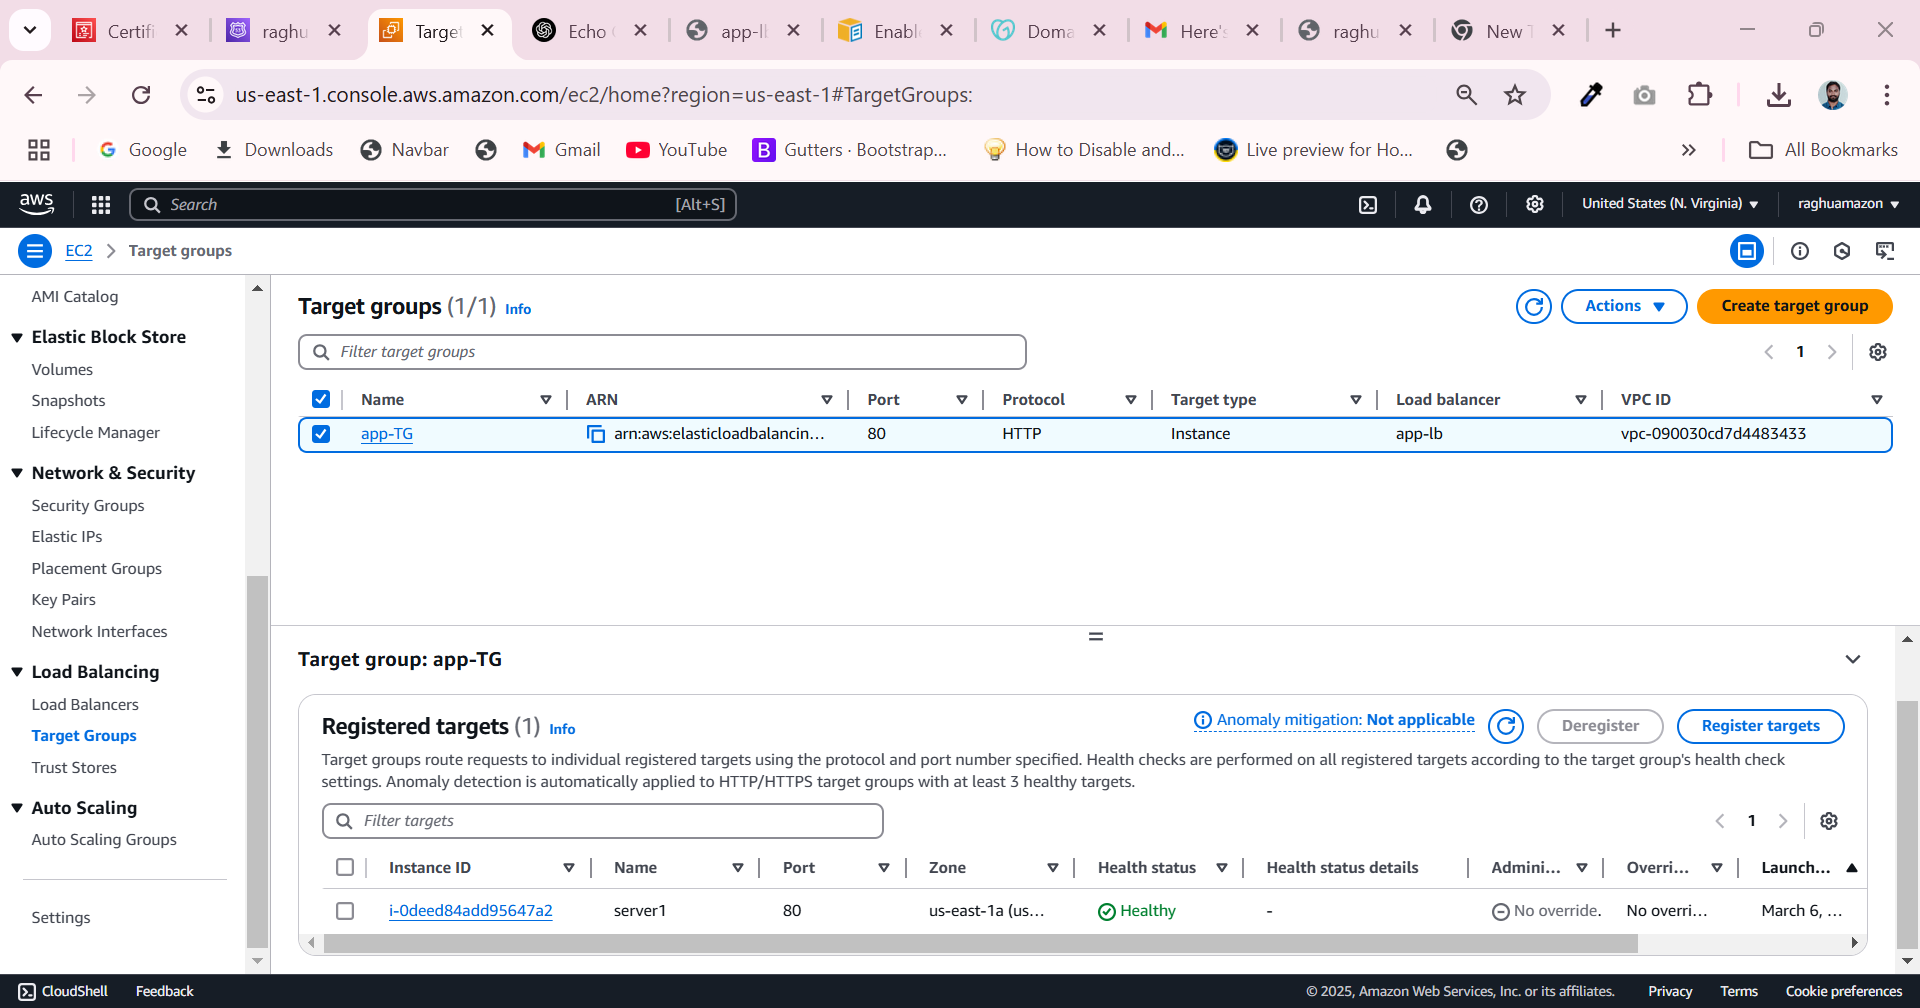 Certifi
raghu
Target
Echo
app-l
Enabl
Doma
Here's
raghu
New T
us-east-1.console.aws.amazon.com/ec2/home?region=us-east-1#TargetGroups:
Google
Downloads
Navbar
Gmail
YouTube
B
Gutters · Bootstrap...
How to Disable and...
Live preview for Ho...
All Bookmarks
aws
Search
[Alt+S]
United States (N. Virginia)
raghuamazon
EC2
Target groups
AMI Catalog
Elastic Block Store
Volumes
Snapshots
Lifecycle Manager
Network & Security
Security Groups
Elastic IPs
Placement Groups
Key Pairs
Network Interfaces
Load Balancing
Load Balancers
Target Groups
Trust Stores
Auto Scaling
Auto Scaling Groups
Settings
Target groups (1/1) Info
Actions
Create target group
Filter target groups
1
Name ARN Port Protocol Target type Load balancer VPC ID
app-TG arn:aws:elasticloadbalancin... 80 HTTP Instance app-lb vpc-090030cd7d4483433
Target group: app-TG
Registered targets (1) Info
Anomaly mitigation: Not applicable
Deregister
Register targets
Target groups route requests to individual registered targets using the protocol and port number specified. Health checks are performed on all registered targets according to the target group's health check
settings. Anomaly detection is automatically applied to HTTP/HTTPS target groups with at least 3 healthy targets.
Filter targets
1
Instance ID Name Port Zone Health status Health status details Admini... Overri... Launch...
i-0deed84add95647a2 server1 80 us-east-1a (us... Healthy - No override. No overri... March 6, ...
CloudShell
Feedback
© 2025, Amazon Web Services, Inc. or its affiliates.
Privacy
Terms
Cookie preferences